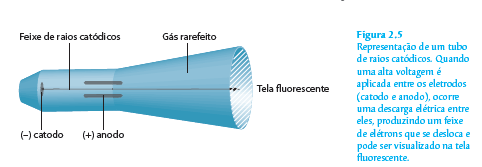 Feixe de raios catódicos
Gás rarefeito
Tela fluorescente
(–) catodo
(+) anodo
Figura 2.5
Representação de um tubo
de raios catódicos. Quando
uma alta voltagem é
aplicada entre os eletrodos
(catodo e anodo), ocorre
uma descarga elétrica entre
eles, produzindo um feixe
de elétrons que se desloca e
pode ser visualizado na tela
fluorescente.